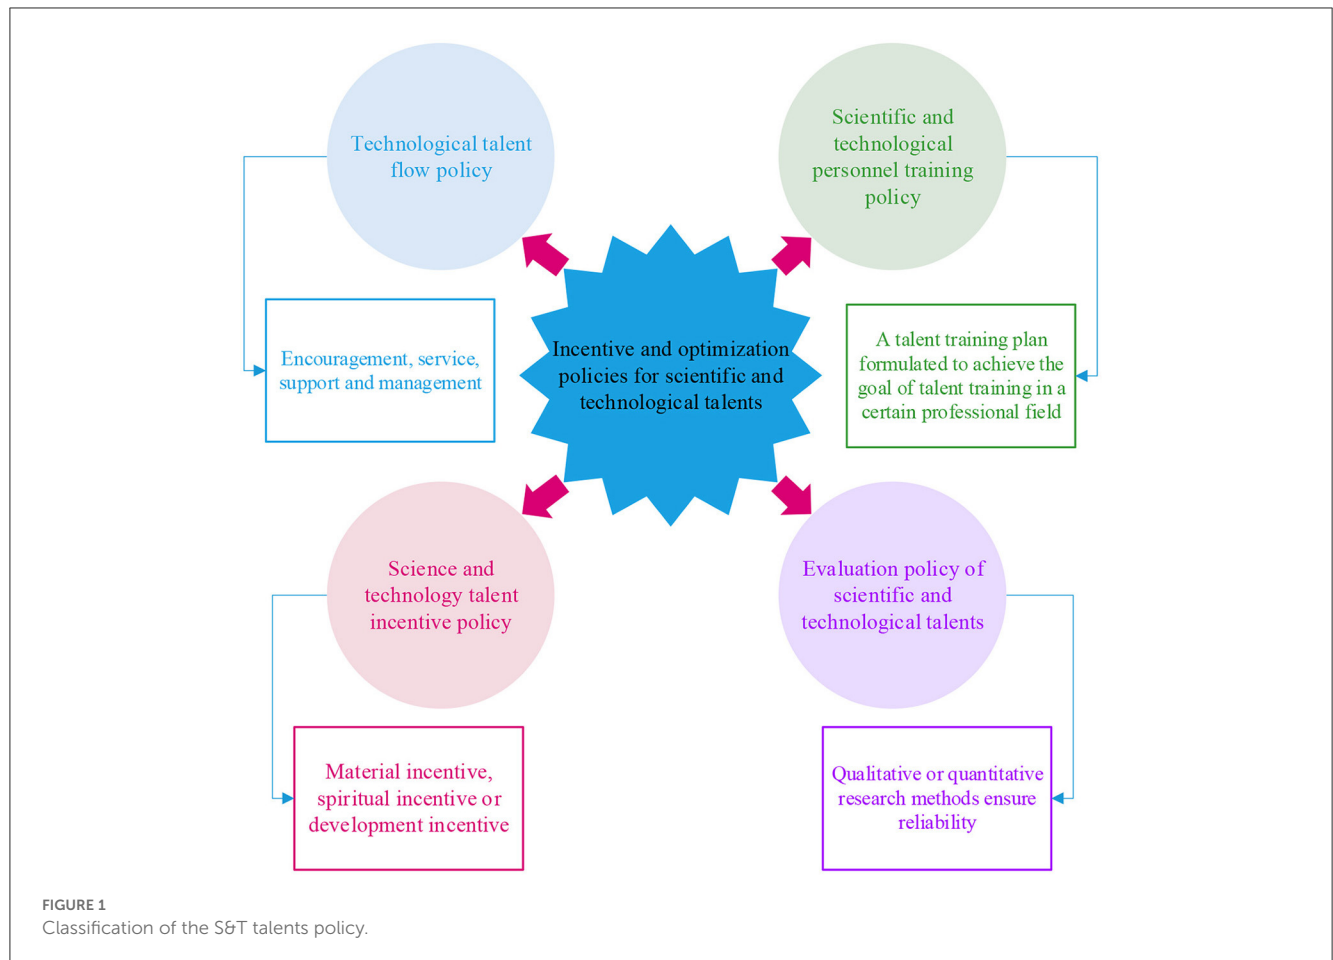 Technological talent
flow policy
Scientific and
technological
personnel training
policy
Encouragement, service,
support and management
Incentive and optimization
policies for scientific and
technological talents
A talent training plan
formulated to achieve the
goal of talent training in a
certain professional field
Science and
technology talent
incentive policy
Evaluation policy of
scientific and
technological talents
Material incentive,
spiritual incentive or
development incentive
Qualitative or quantitative
research methods ensure
reliability
FIGURE 1
Classification of the S&T talents policy.